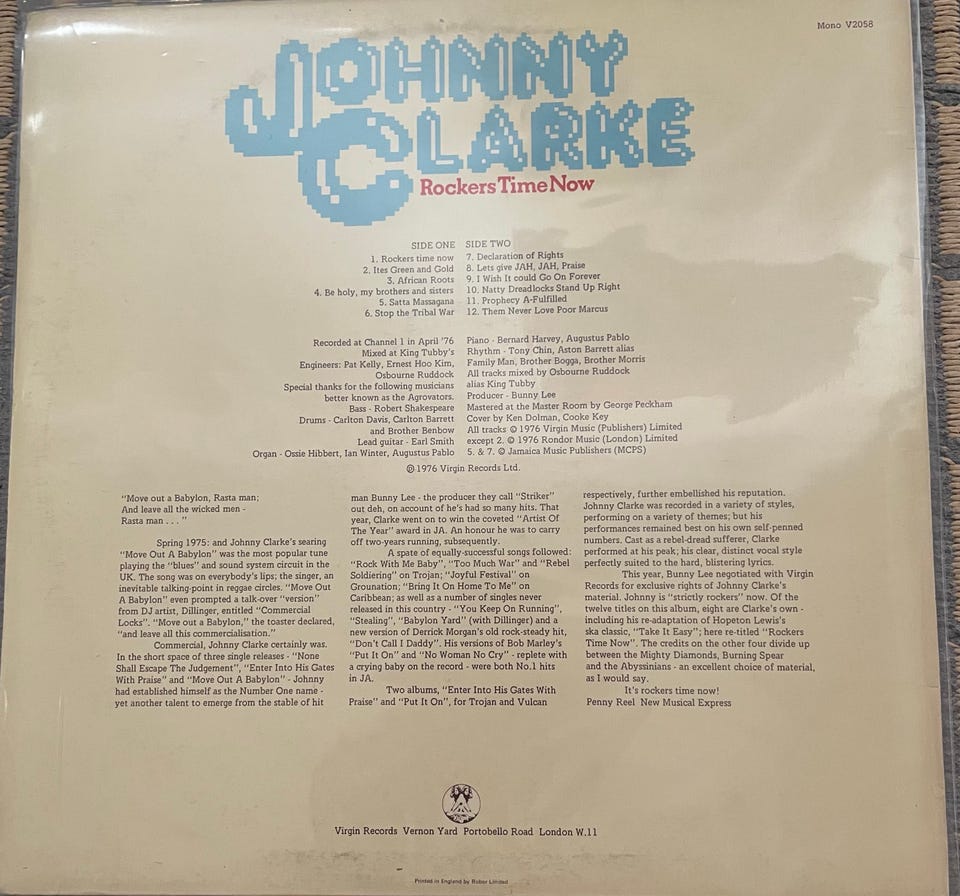 Mono V2058
JOHNNY
CLARKE
Rockers Time Now
SIDE ONE
1. Rockers time now
2. Ites Green and Gold
3. African Roots
4. Be holy, my brothers and sisters
5. Satta Massagana
6. Stop the Tribal War
SIDE TWO
7. Declaration of Rights
8. Lets give JAH, JAH, Praise
9. I Wish It could Go On Forever
10. Natty Dreadlocks Stand Up Right
11. Prophecy A-Fulfilled
12. Them Never Love Poor Marcus
Recorded at Channel 1 in April '76
Mixed at King Tubby's
Engineers: Pat Kelly, Ernest Hoo Kim,
Osbourne Ruddock
Special thanks for the following musicians
better known as the Agrovators.
Bass - Robert Shakespeare
Drums - Carlton Davis, Carlton Barrett
and Brother Benbow
Lead guitar - Earl Smith
Organ - Ossie Hibbert, Ian Winter, Augustus Pablo
Piano - Bernard Harvey, Augustus Pablo
Rhythm - Tony Chin, Aston Barrett alias
Family Man, Brother Bogga, Brother Morris
All tracks mixed by Osbourne Ruddock
alias King Tubby
Producer - Bunny Lee
Mastered at the Master Room by George Peckham
Cover by Ken Dolman, Cooke Key
All tracks © 1976 Virgin Music (Publishers) Limited
except 2. © 1976 Rondor Music (London) Limited
5. & 7. © Jamaica Music Publishers (MCPS)
℗1976 Virgin Records Ltd.
"Move out a Babylon, Rasta man;
And leave all the wicked men -
Rasta man . . . "
Spring 1975: and Johnny Clarke's searing
"Move Out A Babylon" was the most popular tune
playing the "blues" and sound system circuit in the
UK. The song was on everybody's lips; the singer, an
inevitable talking-point in reggae circles. "Move Out
A Babylon" even prompted a talk-over "version"
from DJ artist, Dillinger, entitled "Commercial
Locks". "Move out a Babylon," the toaster declared,
"and leave all this commercialisation."
Commercial, Johnny Clarke certainly was.
In the short space of three single releases - "None
Shall Escape The Judgement", "Enter Into His Gates
With Praise" and "Move Out A Babylon" - Johnny
had established himself as the Number One name -
yet another talent to emerge from the stable of hit
man Bunny Lee - the producer they call "Striker"
out deh, on account of he's had so many hits. That
year, Clarke went on to win the coveted "Artist Of
The Year" award in JA. An honour he was to carry
off two-years running, subsequently.
A spate of equally-successful songs followed:
"Rock With Me Baby", "Too Much War" and "Rebel
Soldiering" on Trojan; "Joyful Festival" on
Grounation; "Bring It On Home To Me" on
Caribbean; as well as a number of singles never
released in this country - "You Keep On Running",
"Stealing", "Babylon Yard" (with Dillinger) and a
new version of Derrick Morgan's old rock-steady hit,
"Don't Call I Daddy". His versions of Bob Marley's
"Put It On" and "No Woman No Cry" - replete with
a crying baby on the record - were both No.1 hits
in JA.
Two albums, "Enter Into His Gates With
Praise" and "Put It On", for Trojan and Vulcan
respectively, further embellished his reputation.
Johnny Clarke was recorded in a variety of styles,
performing on a variety of themes; but his
performances remained best on his own self-penned
numbers. Cast as a rebel-dread sufferer, Clarke
performed at his peak; his clear, distinct vocal style
perfectly suited to the hard, blistering lyrics.
This year, Bunny Lee negotiated with Virgin
Records for exclusive rights of Johnny Clarke's
material. Johnny is "strictly rockers" now. Of the
twelve titles on this album, eight are Clarke's own -
including his re-adaptation of Hopeton Lewis's
ska classic, "Take It Easy"; here re-titled "Rockers
Time Now". The credits on the other four divide up
between the Mighty Diamonds, Burning Spear
and the Abyssinians - an excellent choice of material,
as I would say.
It's rockers time now!
Penny Reel New Musical Express
Virgin Records Vernon Yard Portobello Road London W.11
Printed in England by Robor Limited